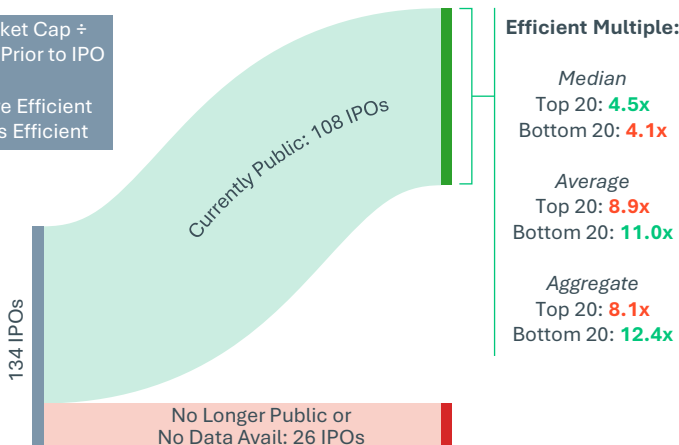 ket Cap ÷
Prior to IPO
e Efficient
s Efficient
134 IPOs
Currently Public: 108 IPOs
No Longer Public or
No Data Avail: 26 IPOs
Efficient Multiple:
Median
Top 20: 4.5x
Bottom 20: 4.1x
Average
Top 20: 8.9x
Bottom 20: 11.0x
Aggregate
Top 20: 8.1x
Bottom 20: 12.4x